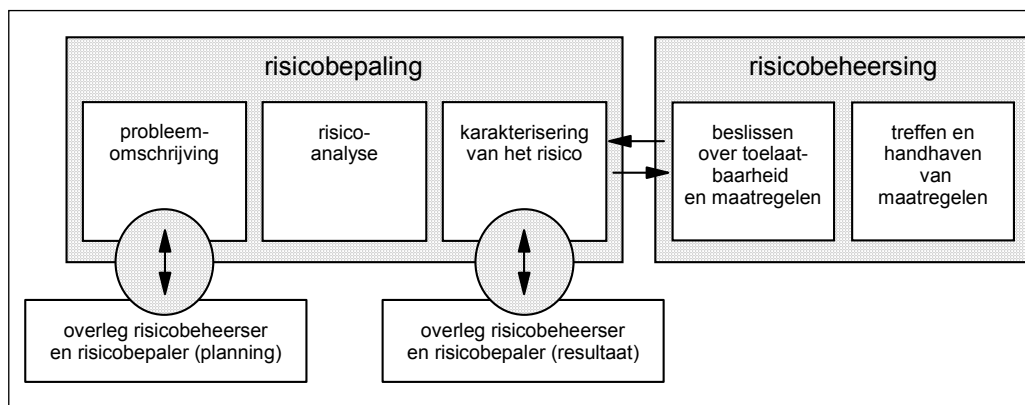 risicobepaling
probleem-
omschrijving
risico-
analyse
karakterisering
van het risico
risicobeheersing
beslissen
over toelaat-
baarheid
en maatregelen
treffen en
handhaven
van
maatregelen
overleg risicobeheerser
en risicobepaler (planning)
overleg risicobeheerser
en risicobepaler (resultaat)